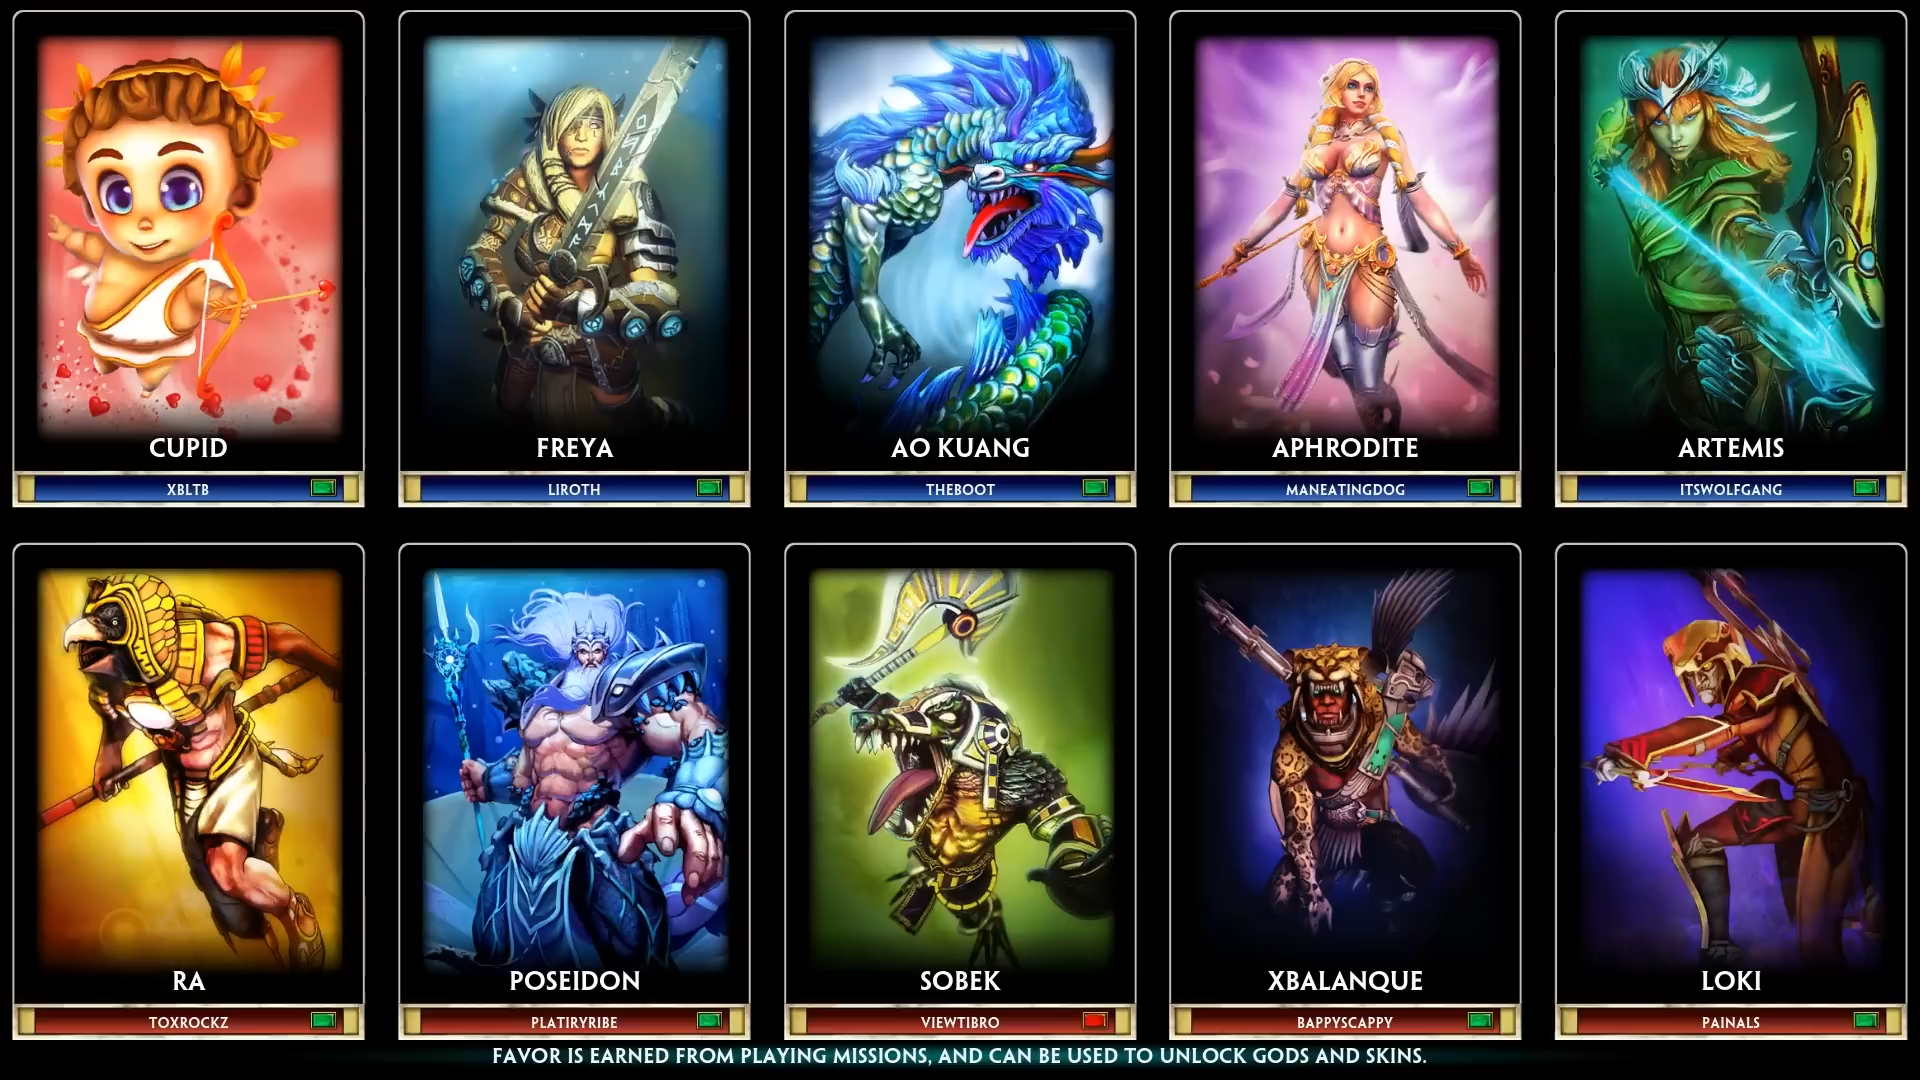 CUPID
FREYA
AO KUANG
APHRODITE
ARTEMIS
XBLTB
LIROTH
THEBOOT
MANEATINGDOG
ITSWOLFGANG
RA
POSEIDON
SOBEK
XBALANQUE
LOKI
TOXROCKZ
PLATIRYRIBE
VIEWTIBRO
BAPPYSCAPPY
PAINALS
FAVOR IS EARNED FROM PLAYING MISSIONS, AND CAN BE USED TO UNLOCK GODS AND SKINS.